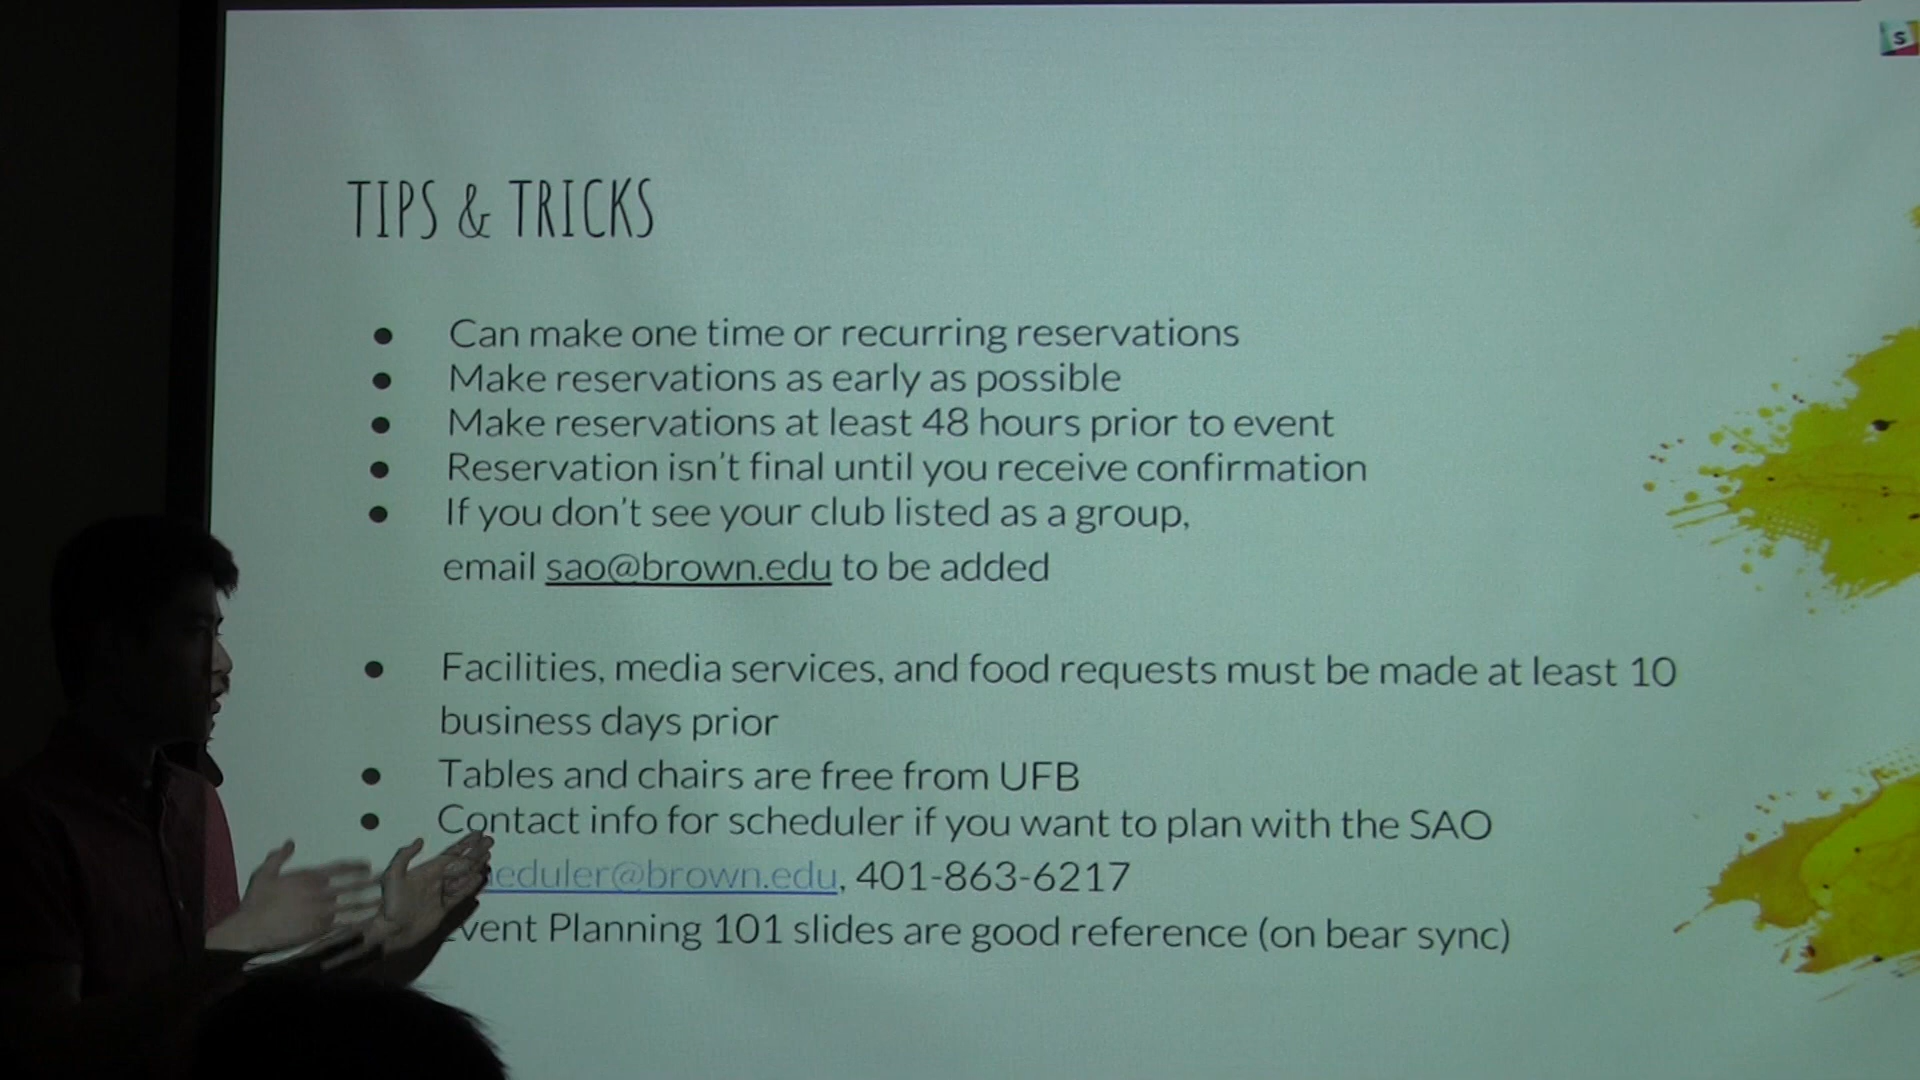 S
TIPS & TRICKS
● Can make one time or recurring reservations
● Make reservations as early as possible
● Make reservations at least 48 hours prior to event
● Reservation isn't final until you receive confirmation
● If you don't see your club listed as a group,
email sao@brown.edu to be added
● Facilities, media services, and food requests must be made at least 10
business days prior
● Tables and chairs are free from UFB
● Contact info for scheduler if you want to plan with the SAO
401-863-6217
Planning 101 slides are good reference (on bear sync)